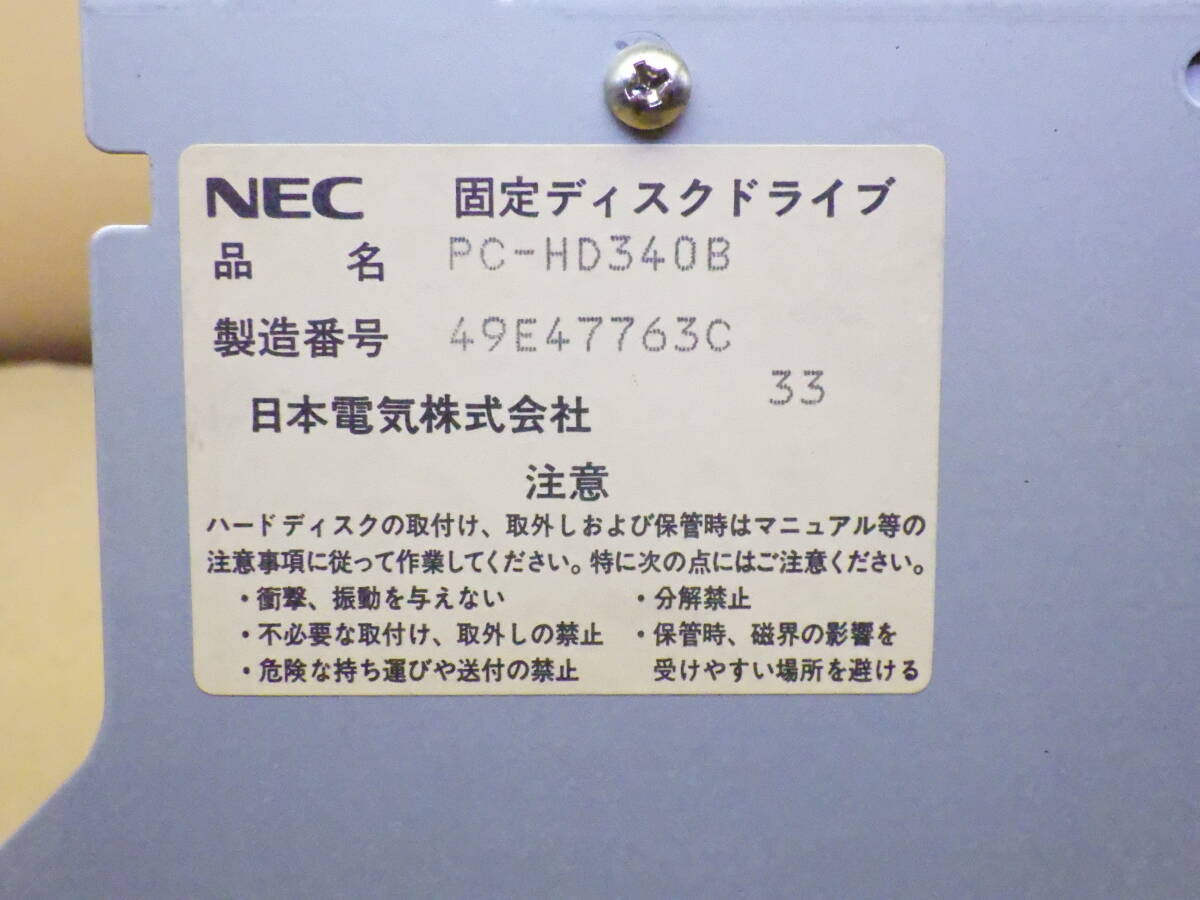 NEC 固定ディスクドライブ
品 名 PC-HD340B
製造番号 49E47763C
33
日本電気株式会社
注意
ハードディスクの取付け、取外しおよび保管時はマニュアル等の
注意事項に従って作業してください。特に次の点にはご注意ください。
・衝撃、振動を与えない ・分解禁止
・不必要な取付け、取外しの禁止 ・保管時、磁界の影響を
・危険な持ち運びや送付の禁止 受けやすい場所を避ける